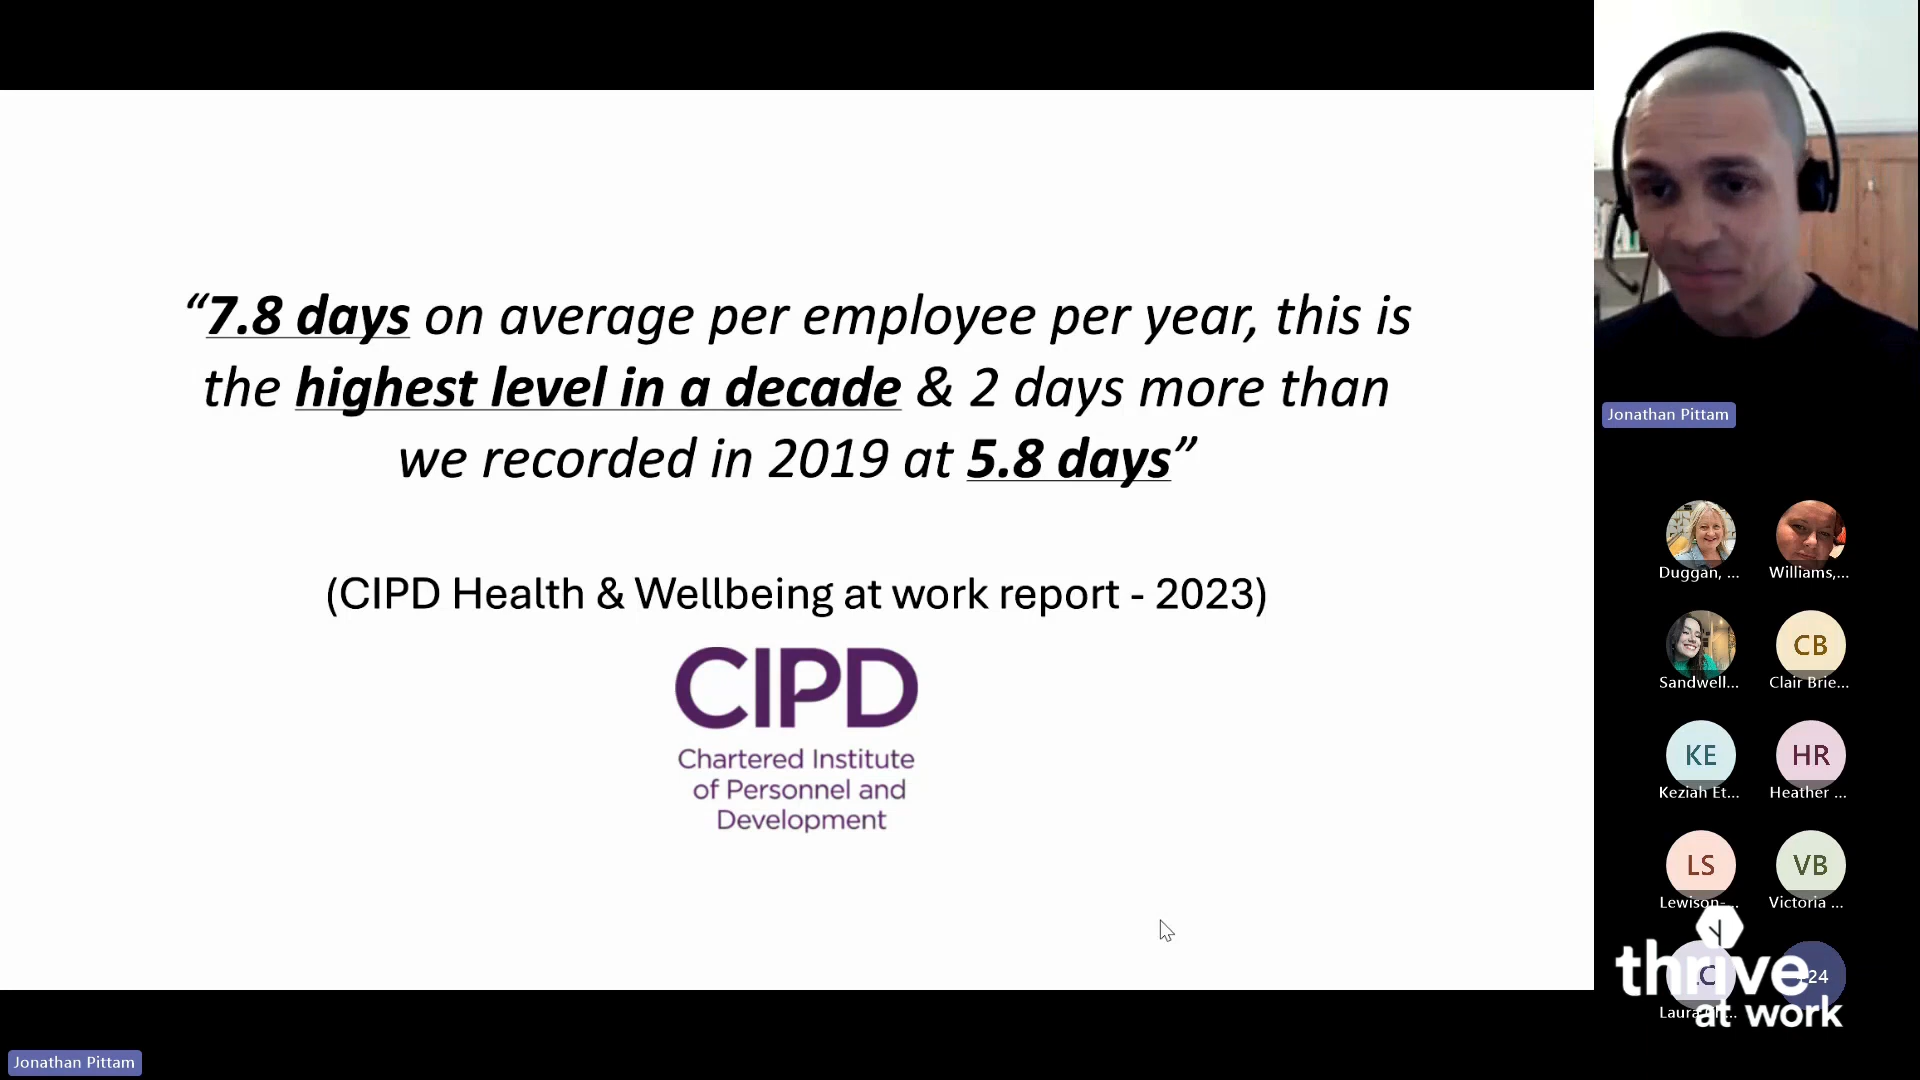 “7.8 days on average per employee per year, this is
the highest level in a decade & 2 days more than
we recorded in 2019 at 5.8 days”
(CIPD Health & Wellbeing at work report - 2023)
CIPD
Chartered Institute
of Personnel and
Development
Jonathan Pittam
Jonathan Pittam
Duggan, ...
Williams,...
Sandwell...
CB
Clair Brie...
KE
Keziah Et...
HR
Heather ...
LS
Lewison-...
VB
Victoria ...
thrive
at work
24